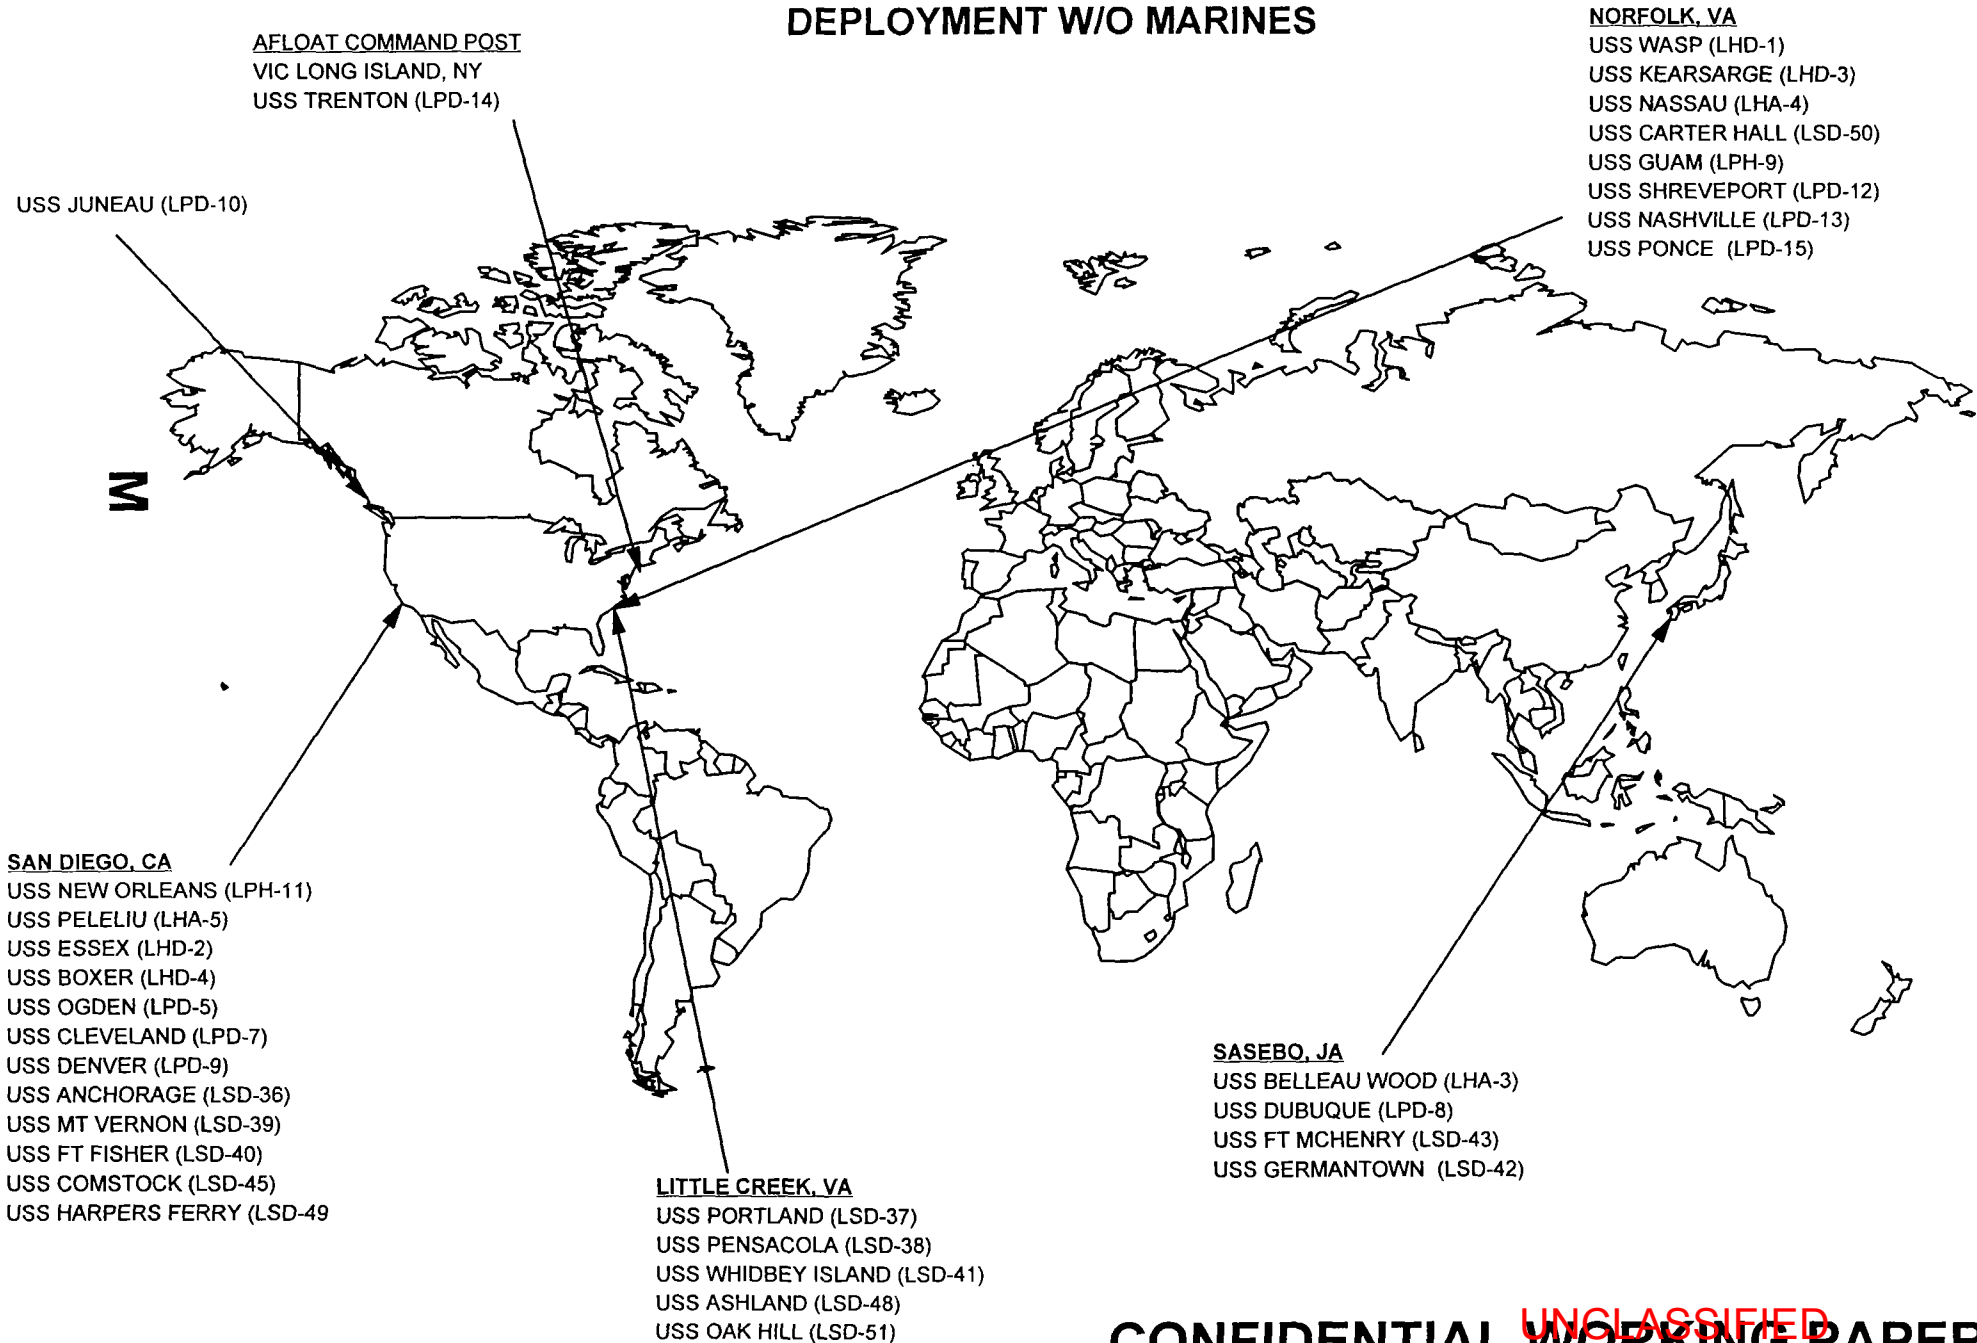 DEPLOYMENT W/O MARINES
AFLOAT COMMAND POST
VIC LONG ISLAND, NY
USS TRENTON (LPD-14)
NORFOLK, VA
USS WASP (LHD-1)
USS KEARSARGE (LHD-3)
USS NASSAU (LHA-4)
USS CARTER HALL (LSD-50)
USS GUAM (LPH-9)
USS SHREVEPORT (LPD-12)
USS NASHVILLE (LPD-13)
USS PONCE (LPD-15)
USS JUNEAU (LPD-10)
M
SAN DIEGO, CA
USS NEW ORLEANS (LPH-11)
USS PELELIU (LHA-5)
USS ESSEX (LHD-2)
USS BOXER (LHD-4)
USS OGDEN (LPD-5)
USS CLEVELAND (LPD-7)
USS DENVER (LPD-9)
USS ANCHORAGE (LSD-36)
USS MT VERNON (LSD-39)
USS FT FISHER (LSD-40)
USS COMSTOCK (LSD-45)
USS HARPERS FERRY (LSD-49
LITTLE CREEK, VA
USS PORTLAND (LSD-37)
USS PENSACOLA (LSD-38)
USS WHIDBEY ISLAND (LSD-41)
USS ASHLAND (LSD-48)
USS OAK HILL (LSD-51)
SASEBO, JA
USS BELLEAU WOOD (LHA-3)
USS DUBUQUE (LPD-8)
USS FT MCHENRY (LSD-43)
USS GERMANTOWN (LSD-42)
UNCLASSIFIED
CONFIDENTIAL WORKING PAPER